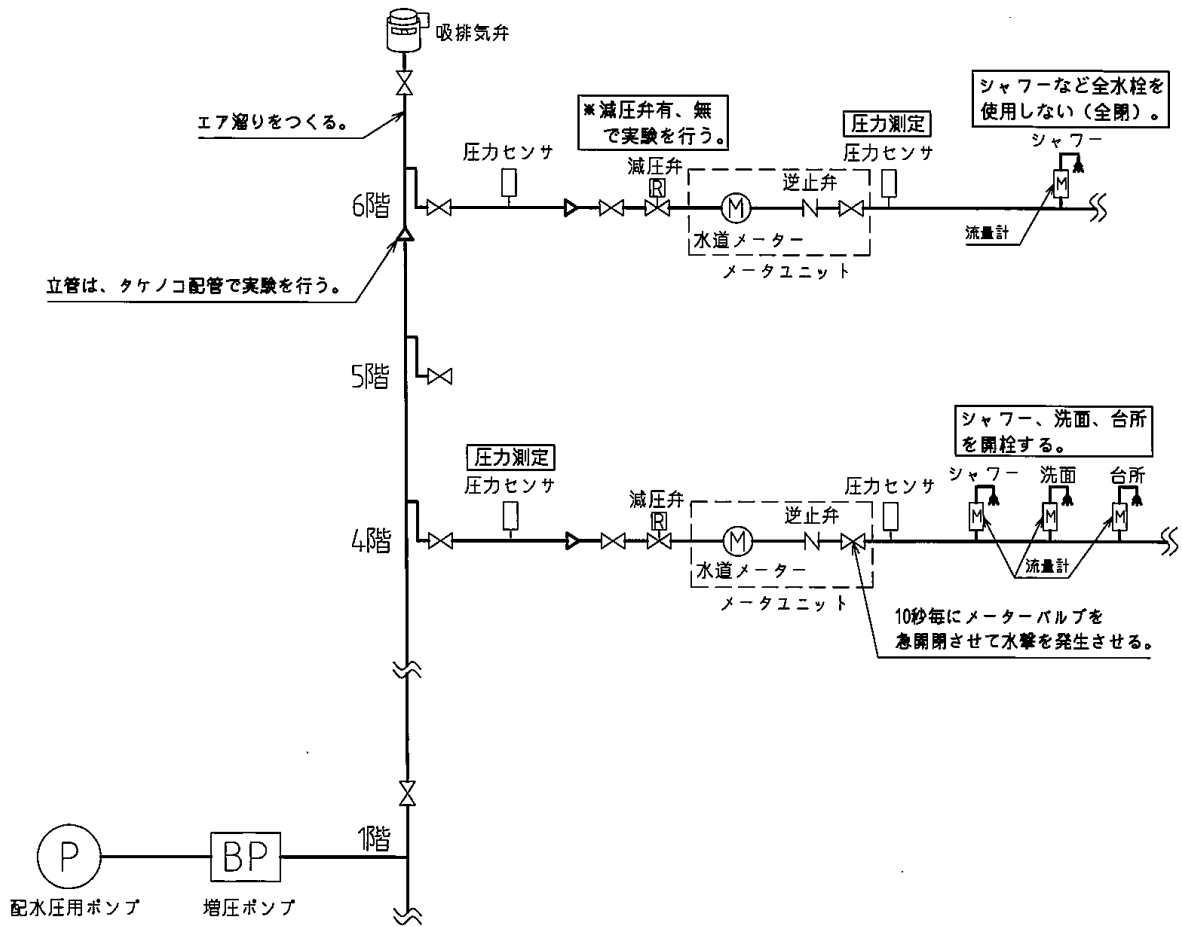 吸排気弁
エア溜りをつくる。
※減圧弁有、無
で実験を行う。
シャワーなど全水栓を
使用しない（全閉）。
圧力測定
圧力センサ
シャワー
M
圧力センサ
減圧弁
R
逆止弁
6階
M
水道メーター
メータユニット
流量計
立管は、タケノコ配管で実験を行う。
5階
シャワー、洗面、台所
を開栓する。
圧力測定
圧力センサ
減圧弁
R
逆止弁
圧力センサ
シャワー
洗面
台所
M
M
M
4階
M
水道メーター
メータユニット
流量計
10秒毎にメーターバルブを
急開閉させて水撃を発生させる。
1階
P
BP
配水圧用ポンプ
増圧ポンプ